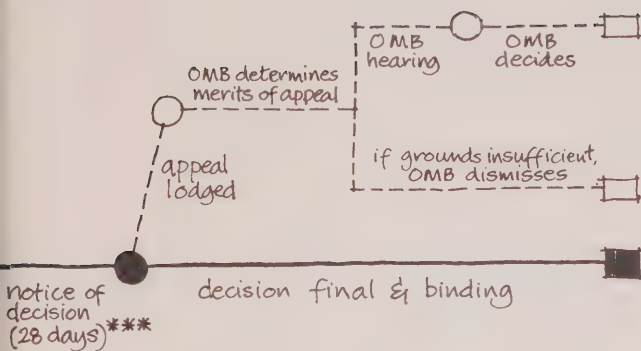 OMB
hearing
OMB
decides
OMB determines
merits of appeal
appeal
lodged
if grounds insufficient,
OMB dismisses
notice of
decision
(28 days)***
decision final & binding